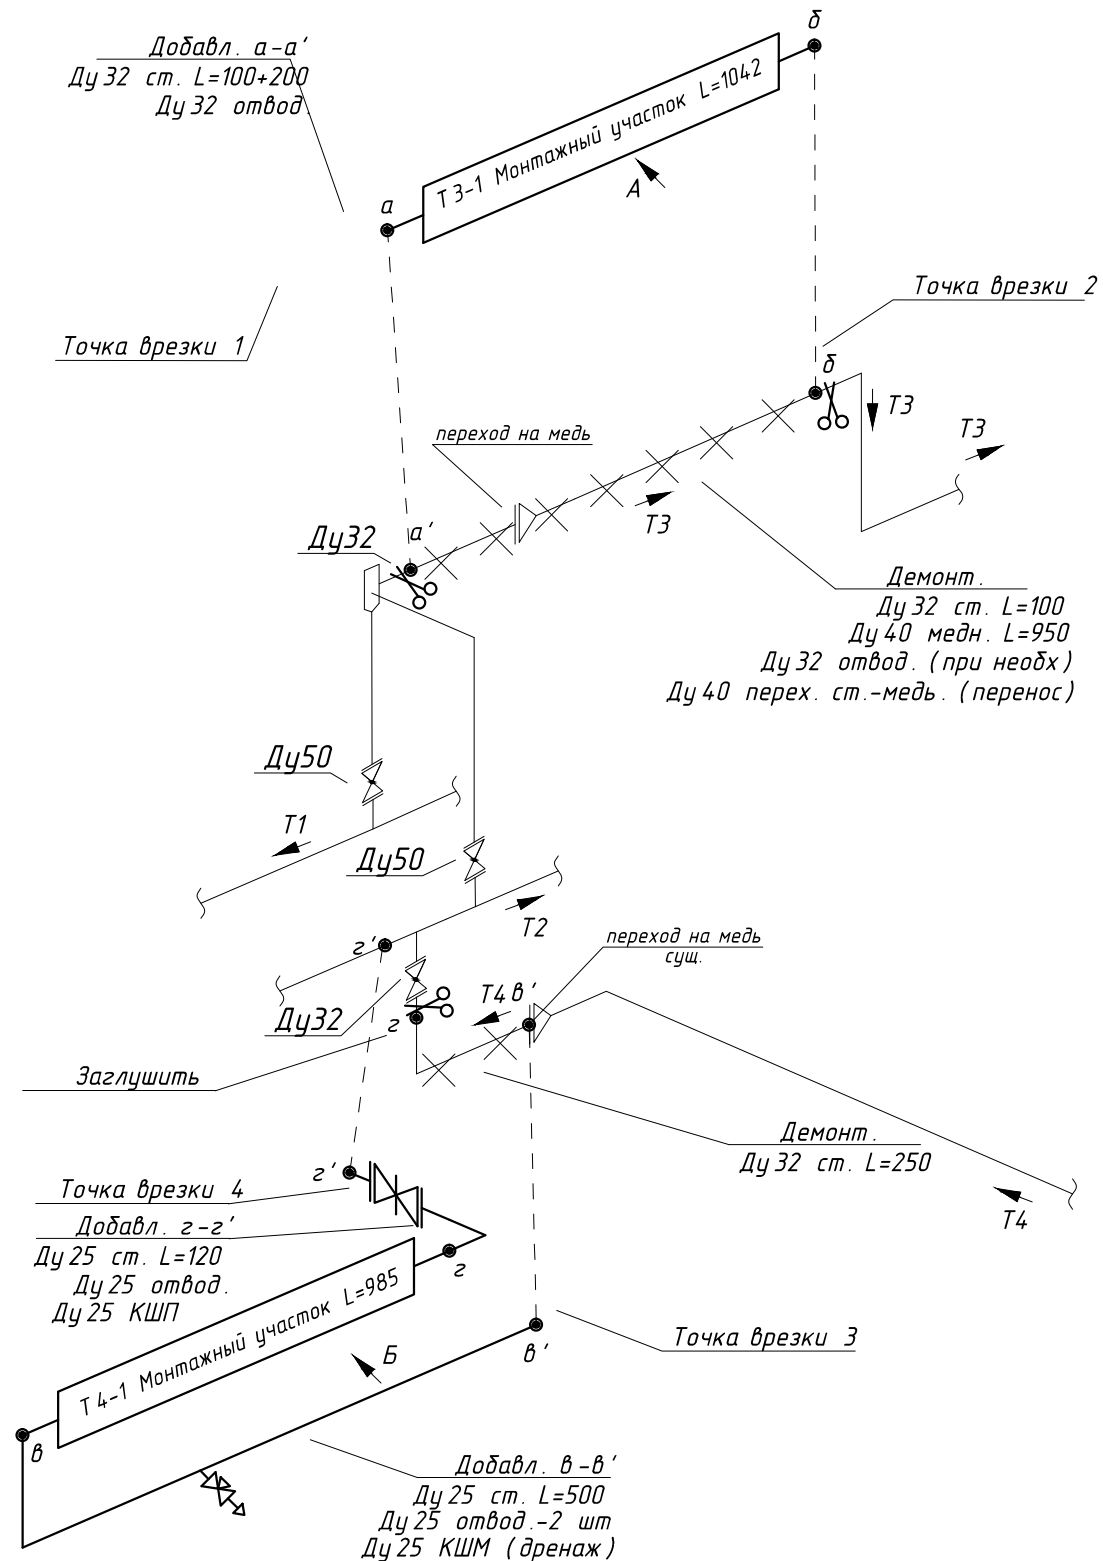 б
Добавл. а-а'
Ду 32 ст. L=100+200
Ду 32 отвод.
Т 3-1 Монтажный участок L=1042
А
а
Точка врезки 2
Точка врезки 1
б
Т3
Т3
переход на медь
Т3
а'
Ду32
Демонт.
Ду 32 ст. L=100
Ду 40 медн. L=950
Ду 32 отвод. (при необх)
Ду 40 перех. ст.-медь. (перенос)
Ду50
Т1
Ду50
Т2
г'
переход на медь
сущ.
Т4
в'
Ду32
г
Заглушить
Демонт.
Ду 32 ст. L=250
г'
Точка врезки 4
Т4
Добавл. г-г'
Ду 25 ст. L=120
Ду 25 отвод.
Ду 25 КШП
г
Т 4-1 Монтажный участок L=985
Точка врезки 3
в'
Б
в
Добавл. в-в'
Ду 25 ст. L=500
Ду 25 отвод.-2 шт
Ду 25 КШМ (дренаж)